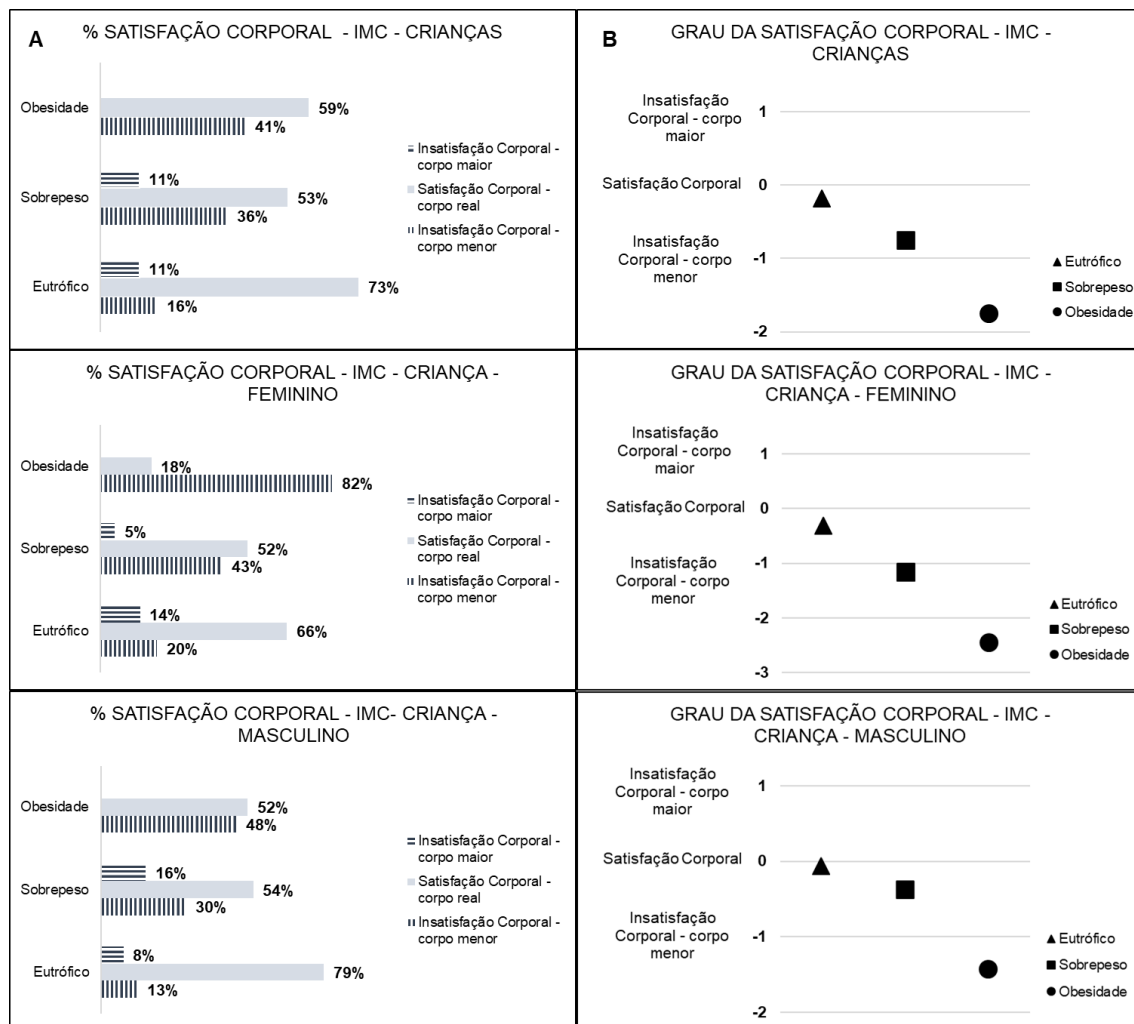 A
% SATISFAÇÃO CORPORAL - IMC - CRIANÇAS
Obesidade
59%
41%
11%
Sobrepeso
53%
36%
11%
Eutrófico
73%
16%
Insatisfação Corporal -
corpo maior
Satisfação Corporal -
corpo real
Insatisfação Corporal -
corpo menor
B
GRAU DA SATISFAÇÃO CORPORAL - IMC -
CRIANÇAS
Insatisfação
Corporal - corpo
maior
1
Satisfação Corporal
0
Insatisfação
Corporal - corpo
menor
-1
-2
Eutrófico
Sobrepeso
Obesidade
% SATISFAÇÃO CORPORAL - IMC - CRIANÇA -
FEMININO
Obesidade
18%
82%
5%
Sobrepeso
52%
43%
14%
Eutrófico
66%
20%
Insatisfação Corporal -
corpo maior
Satisfação Corporal -
corpo real
Insatisfação Corporal -
corpo menor
GRAU DA SATISFAÇÃO CORPORAL - IMC -
CRIANÇA - FEMININO
Insatisfação
Corporal - corpo
maior
1
Satisfação Corporal
0
Insatisfação
Corporal - corpo
menor
-1
-2
-3
Eutrófico
Sobrepeso
Obesidade
% SATISFAÇÃO CORPORAL - IMC- CRIANÇA -
MASCULINO
Obesidade
52%
48%
16%
Sobrepeso
54%
30%
8%
Eutrófico
79%
13%
Insatisfação Corporal -
corpo maior
Satisfação Corporal -
corpo real
Insatisfação Corporal -
corpo menor
GRAU DA SATISFAÇÃO CORPORAL - IMC -
CRIANÇA - MASCULINO
Insatisfação
Corporal - corpo
maior
1
Satisfação Corporal
0
Insatisfação
Corporal - corpo
menor
-1
-2
Eutrófico
Sobrepeso
Obesidade